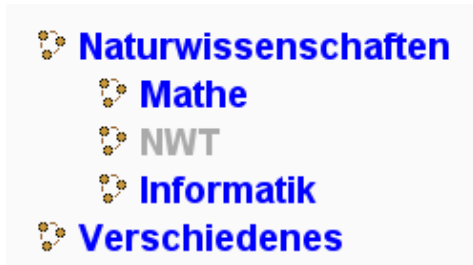 Naturwissenschaften
Mathe
NWT
Informatik
Verschiedenes